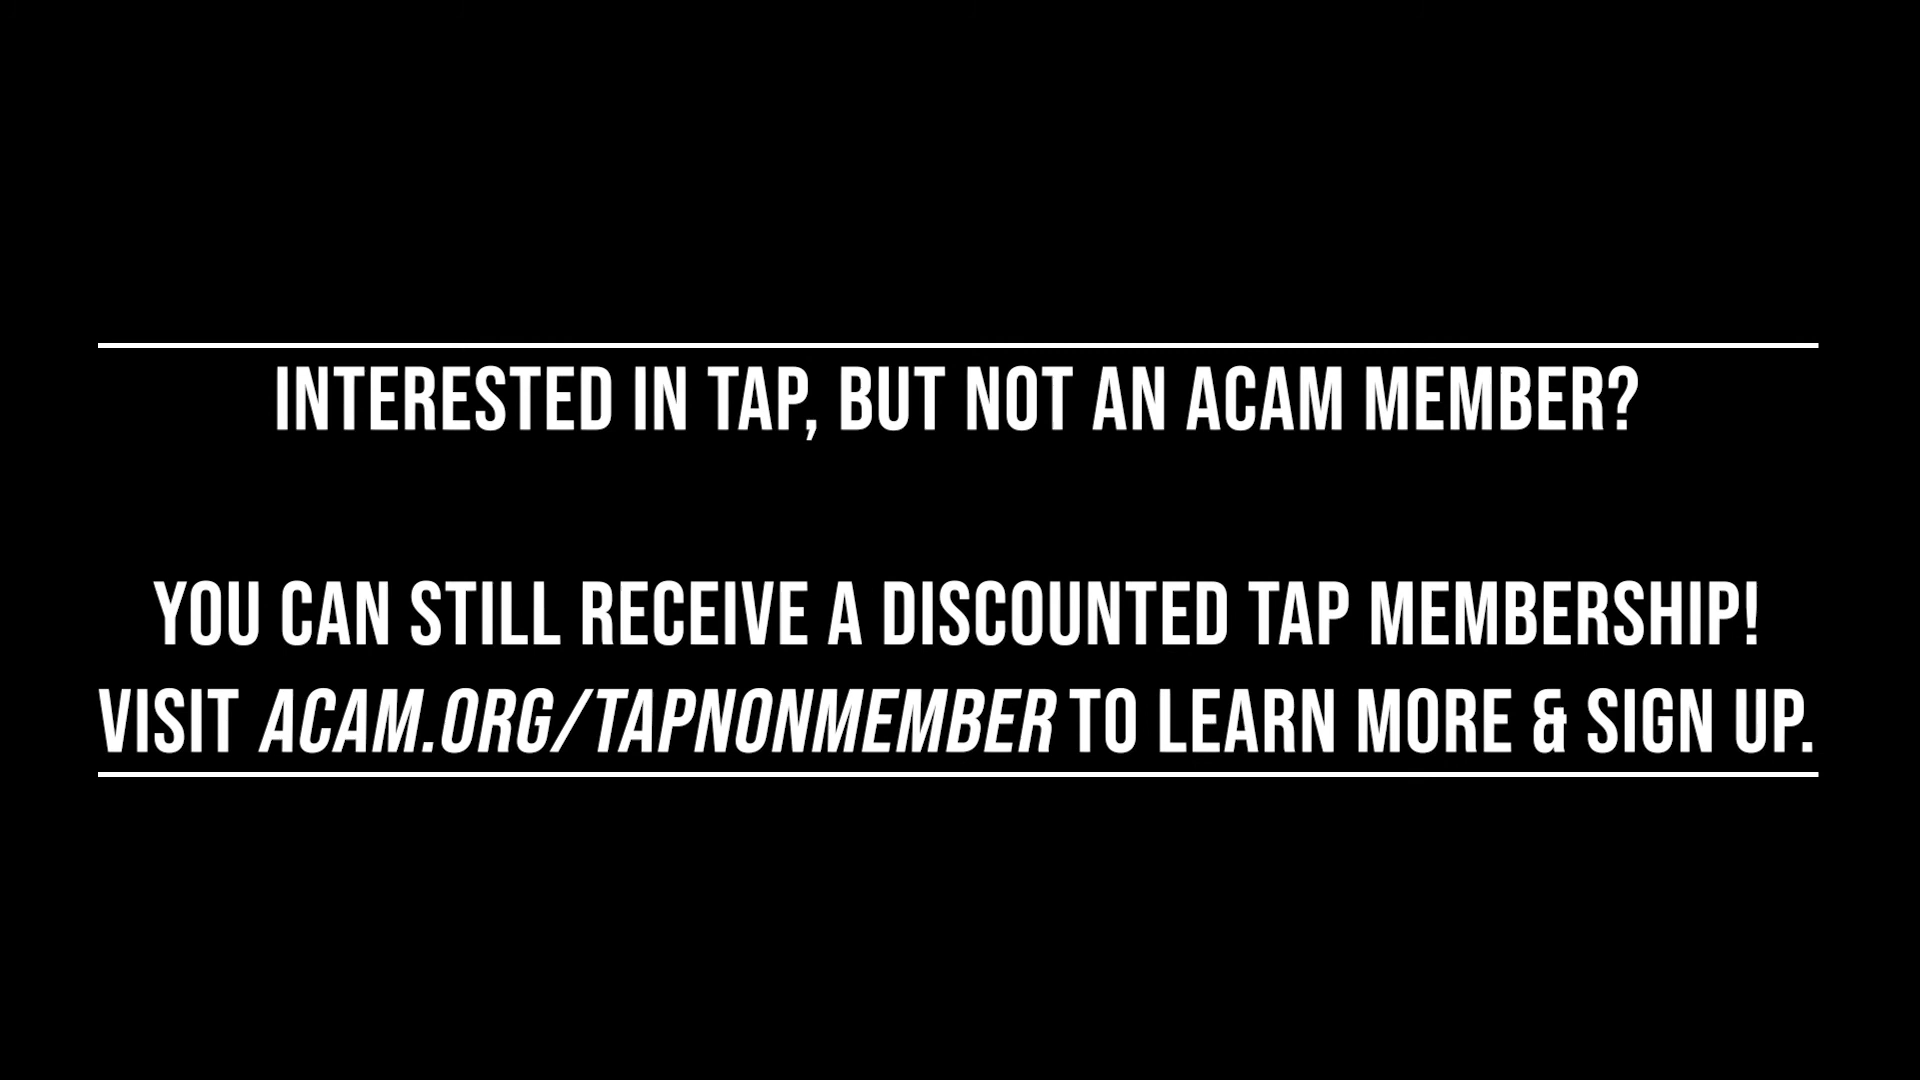 INTERESTED IN TAP, BUT NOT AN ACAM MEMBER?
YOU CAN STILL RECEIVE A DISCOUNTED TAP MEMBERSHIP!
VISIT ACAM.ORG/TAPNONMEMBER TO LEARN MORE & SIGN UP.